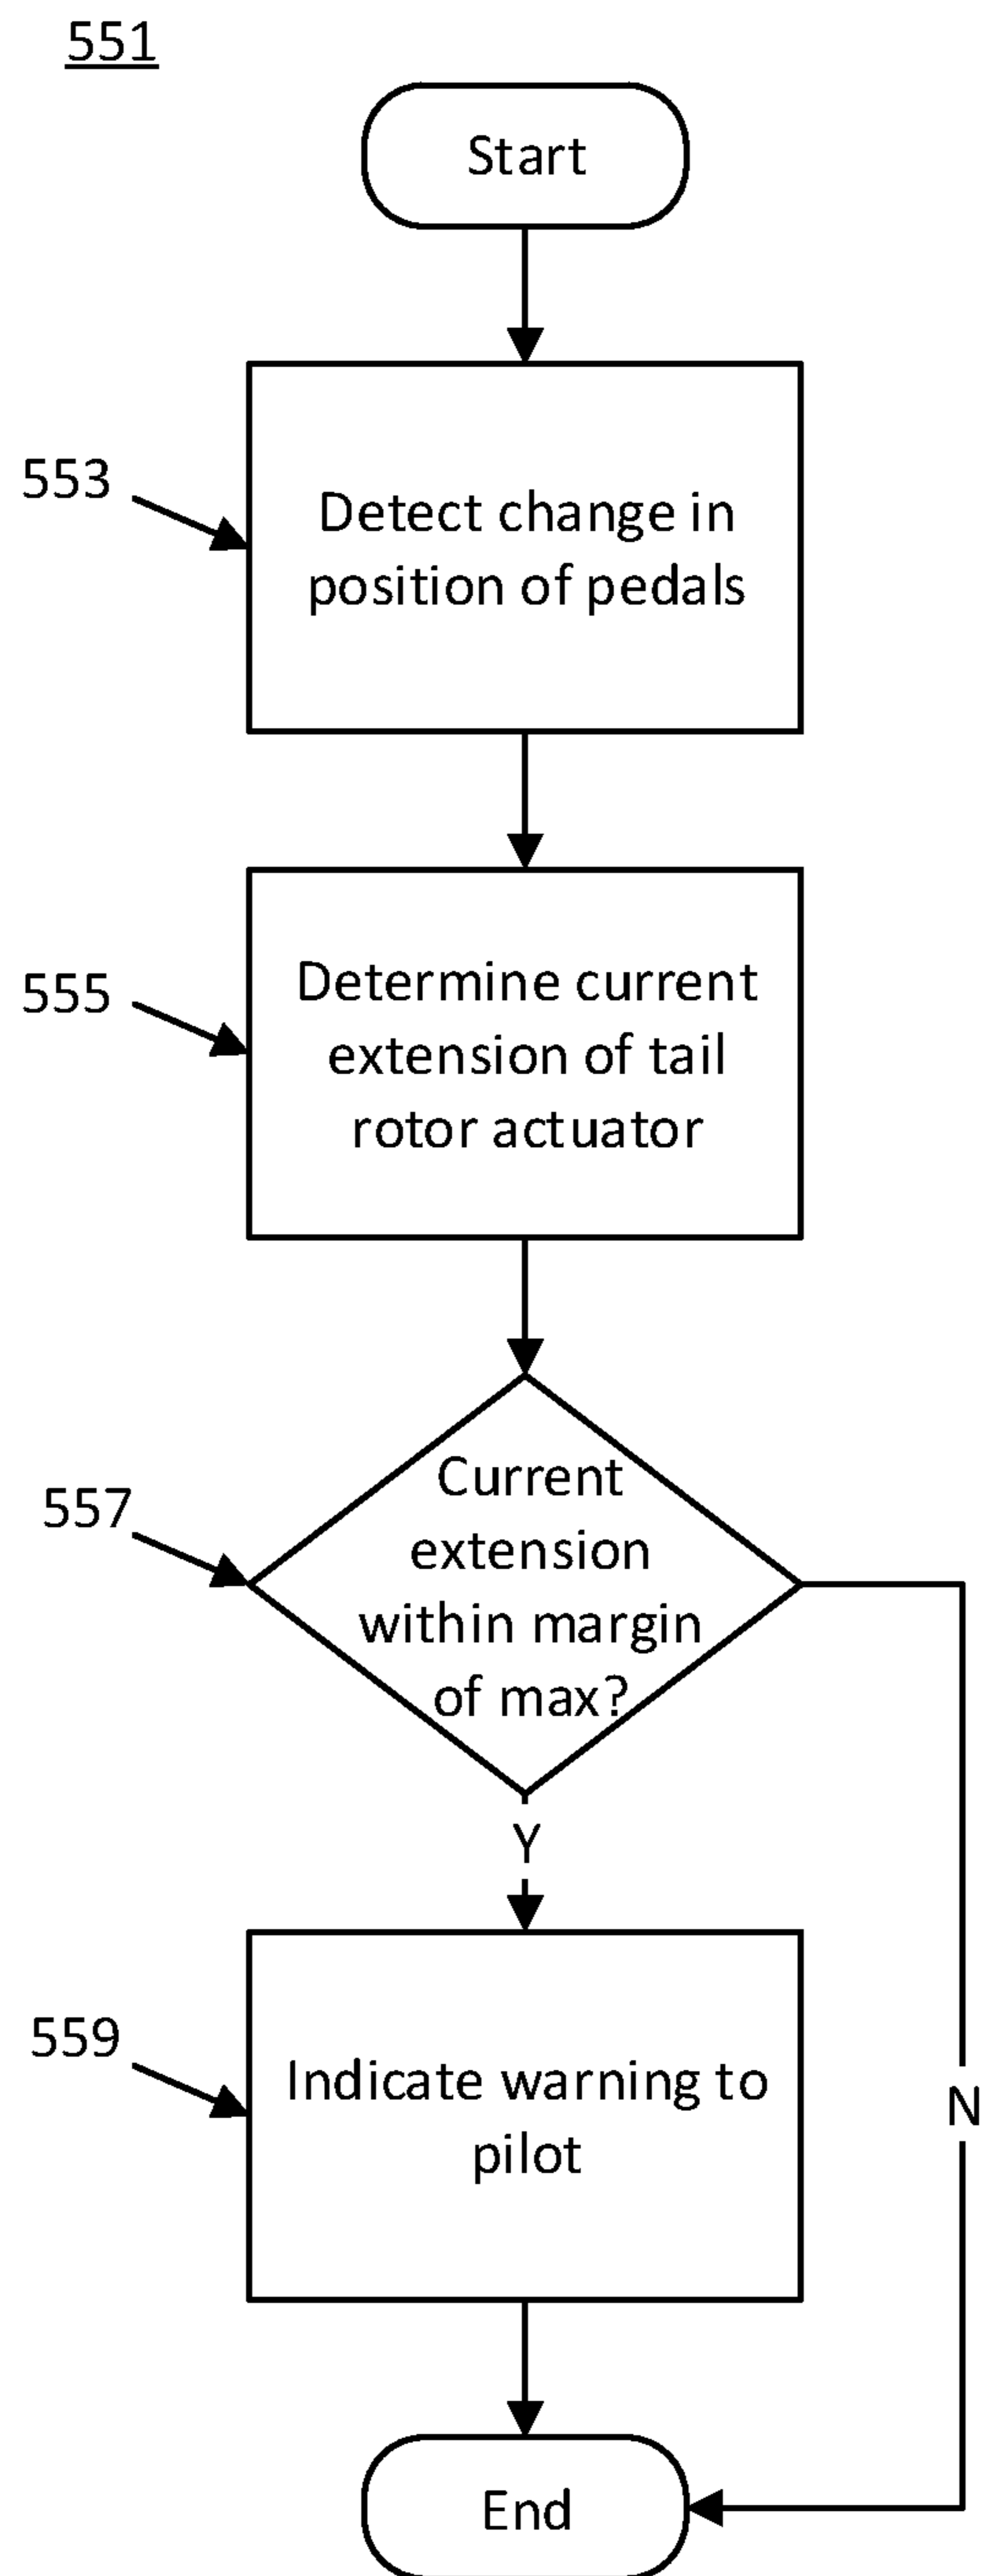 551
Start
553
Detect change in
position of pedals
555
Determine current
extension of tail
rotor actuator
557
Current
extension
within margin
of max?
Y
559
Indicate warning to
pilot
N
End